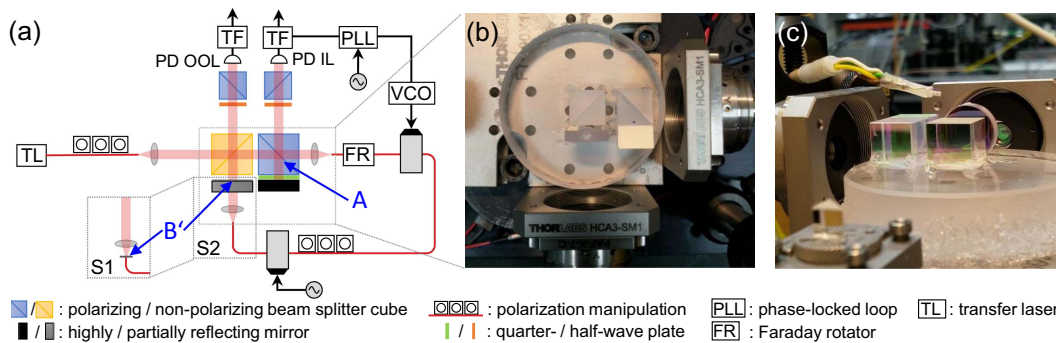 (a)
TF
TF
PLL
PD OOL
PD IL
VCO
TL
FR
A
B'
S1
S2
(b)
THORLABS HCA3-SM1
THORLABS HCA3-SM1
(c)
: polarizing / non-polarizing beam splitter cube
: polarization manipulation
PLL : phase-locked loop
TL : transfer laser
/ : highly / partially reflecting mirror
/ : quarter- / half-wave plate
FR : Faraday rotator